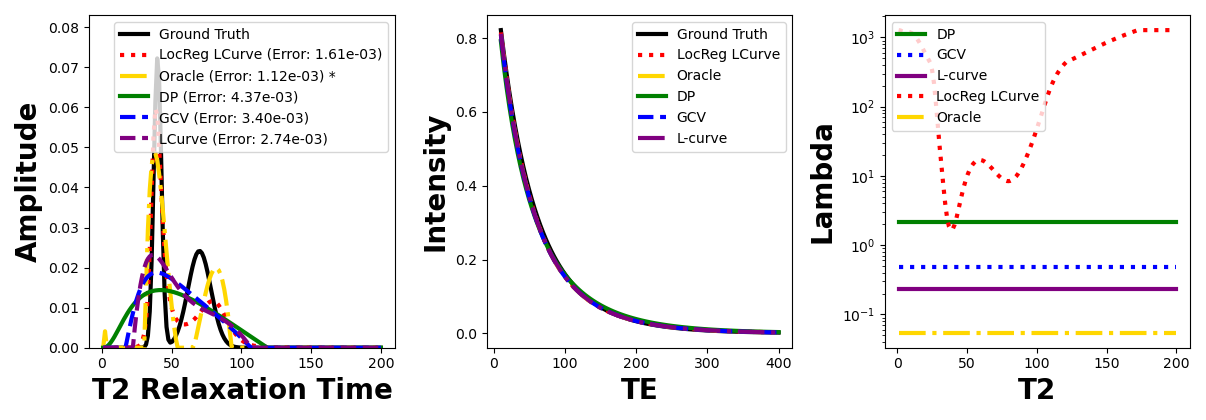 0.08
0.07
0.06
0.05
0.04
0.03
0.02
0.01
0.00
Amplitude
Ground Truth
LocReg LCurve (Error: 1.61e-03)
Oracle (Error: 1.12e-03) *
DP (Error: 4.37e-03)
GCV (Error: 3.40e-03)
LCurve (Error: 2.74e-03)
0 50 100 150 200
T2 Relaxation Time
0.8
0.6
0.4
0.2
0.0
Intensity
Ground Truth
LocReg LCurve
Oracle
DP
GCV
L-curve
0 100 200 300 400
TE
10³
10²
10¹
10⁰
10⁻¹
Lambda
DP
GCV
L-curve
LocReg LCurve
Oracle
0 50 100 150 200
T2